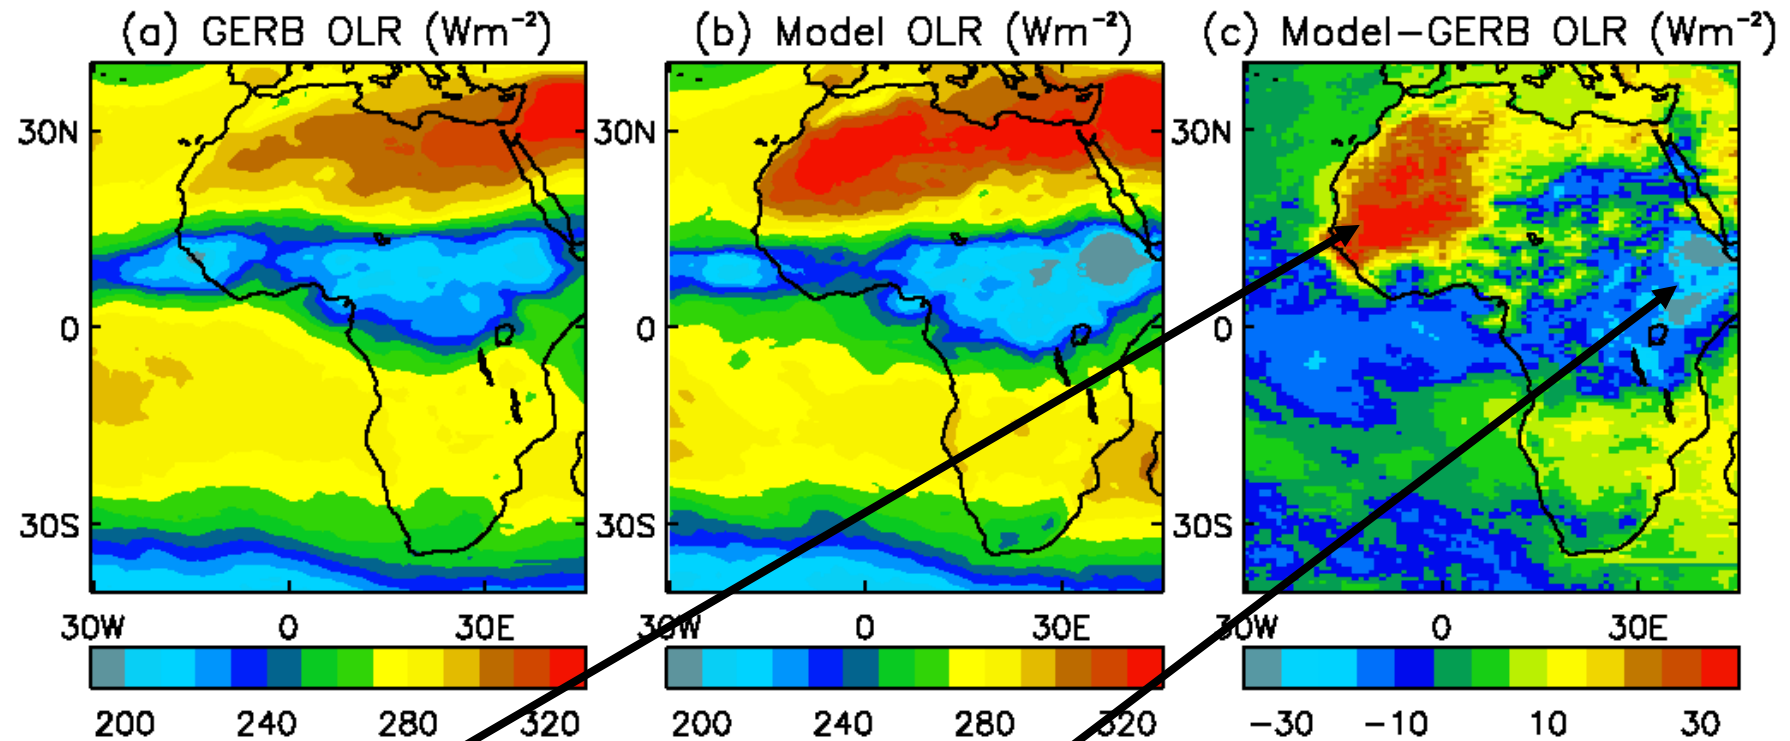 (a) GERB OLR (Wm⁻²)
(b) Model OLR (Wm⁻²)
(c) Model−GERB OLR (Wm⁻²)
30N
0
30S
30W 0 30E
200 240 280 320
30N
0
30S
30W 0 30E
200 240 280 320
30N
0
30S
30W 0 30E
−30 −10 10 30